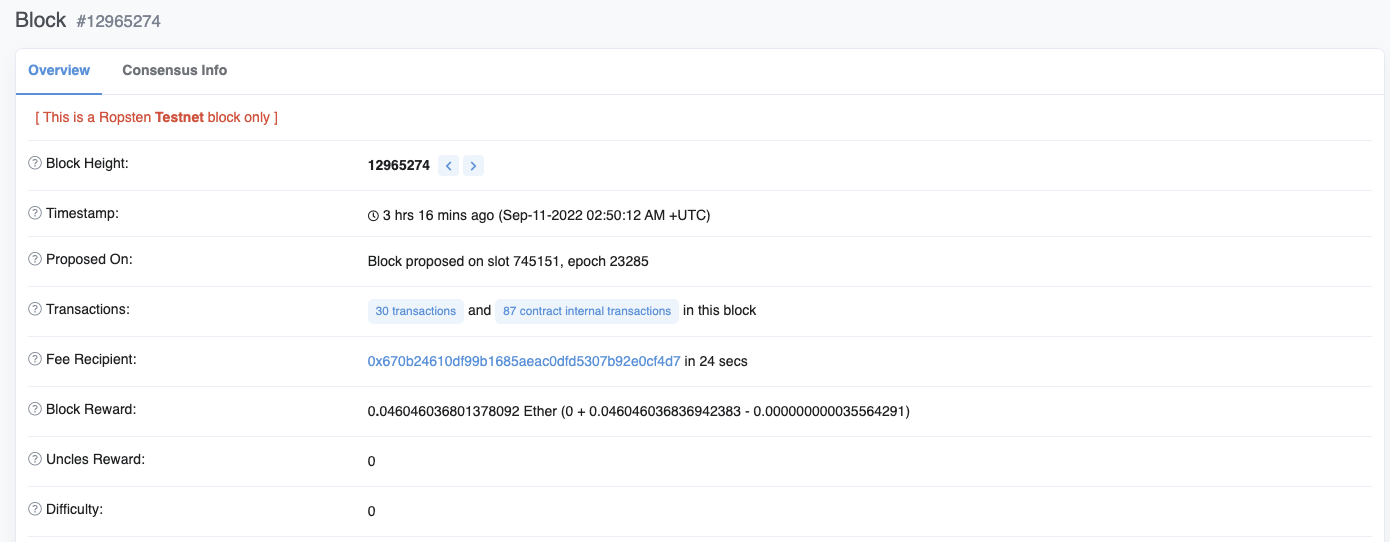 Block #12965274
Overview Consensus Info
[ This is a Ropsten Testnet block only ]
Block Height: 12965274
Timestamp: 3 hrs 16 mins ago (Sep-11-2022 02:50:12 AM +UTC)
Proposed On: Block proposed on slot 745151, epoch 23285
Transactions: 30 transactions and 87 contract internal transactions in this block
Fee Recipient: 0x670b24610df99b1685aeac0dfd5307b92e0cf4d7 in 24 secs
Block Reward: 0.046046036801378092 Ether (0 + 0.046046036836942383 - 0.000000000035564291)
Uncles Reward: 0
Difficulty: 0